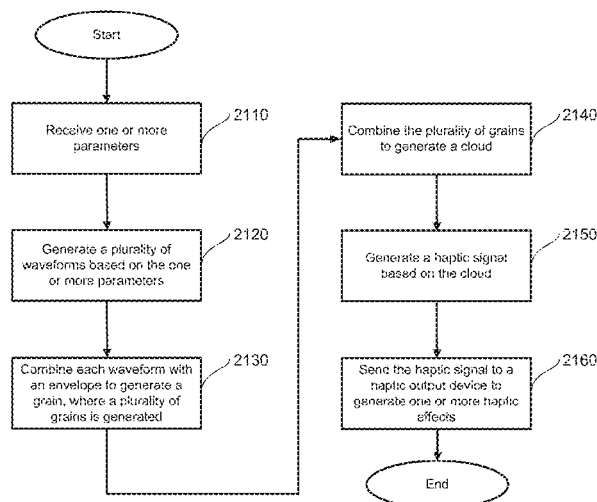 Start
Receive one or more
parameters
2110
Generate a plurality of
waveforms based on the one
or more parameters
2120
Combine each waveform with
an envelope to generate a
grain, where a plurality of
grains is generated
2130
Combine the plurality of grains
to generate a cloud
2140
Generate a haptic signal
based on the cloud
2150
Send the haptic signal to a
haptic output device to
generate one or more haptic
effects
2160
End